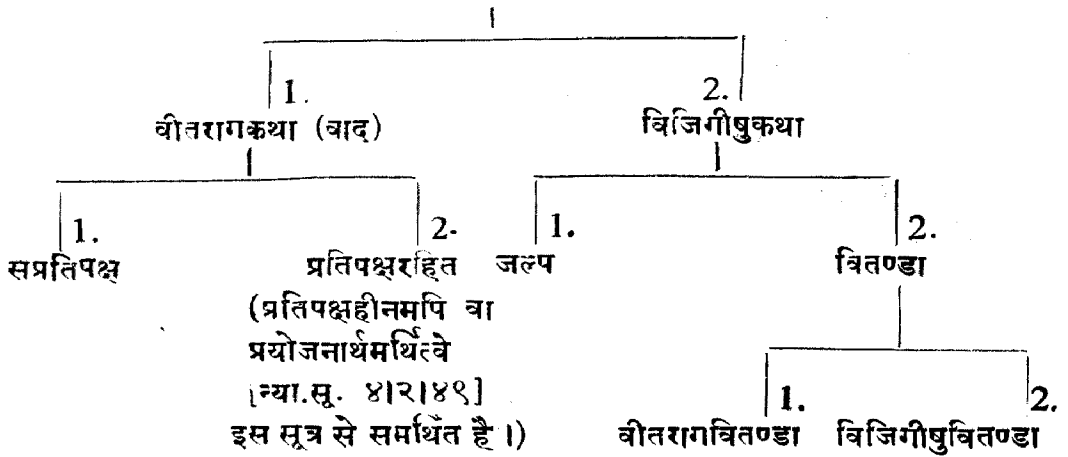 1. 2.
वीतरागकथा (वाद) विजिगीषुकथा
1. 2. 1. 2.
सप्रतिपक्ष प्रतिपक्षरहित जल्प वितण्डा
(प्रतिपक्षहीनमपि वा
प्रयोजनार्थमर्थित्वे
[न्या.सू. ४।२।४९] 1. 2.
इस सूत्र से समर्थित है।) वीतरागवितण्डा विजिगीषुवितण्डा